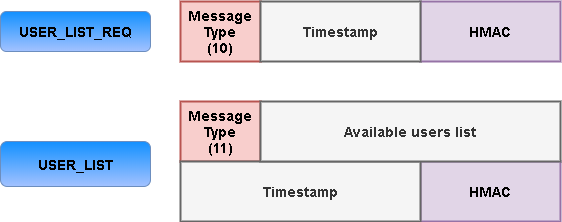 USER_LIST_REQ
Message
Type
(10)
Timestamp
HMAC
USER_LIST
Message
Type
(11)
Available users list
Timestamp
HMAC